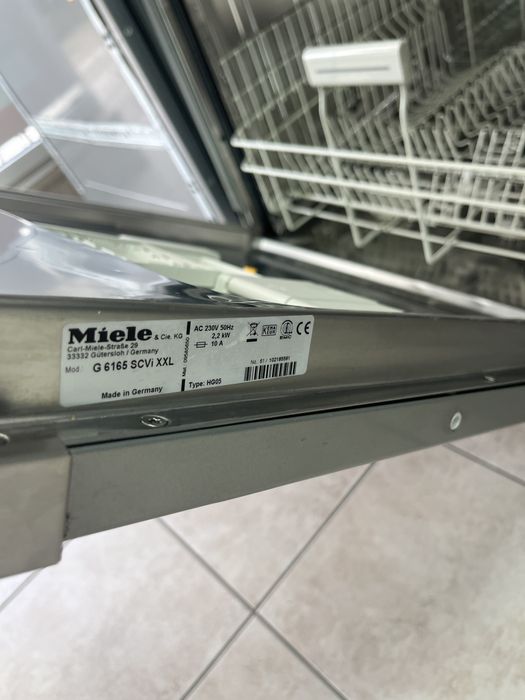 Miele & Cie. KG
Carl-Miele-Straße 29
33332 Gütersloh / Germany
Mod.: G 6165 SCVi XXL
Made in Germany
AC 230V 50Hz
2,2 kW
10 A
Type: HG05
CE